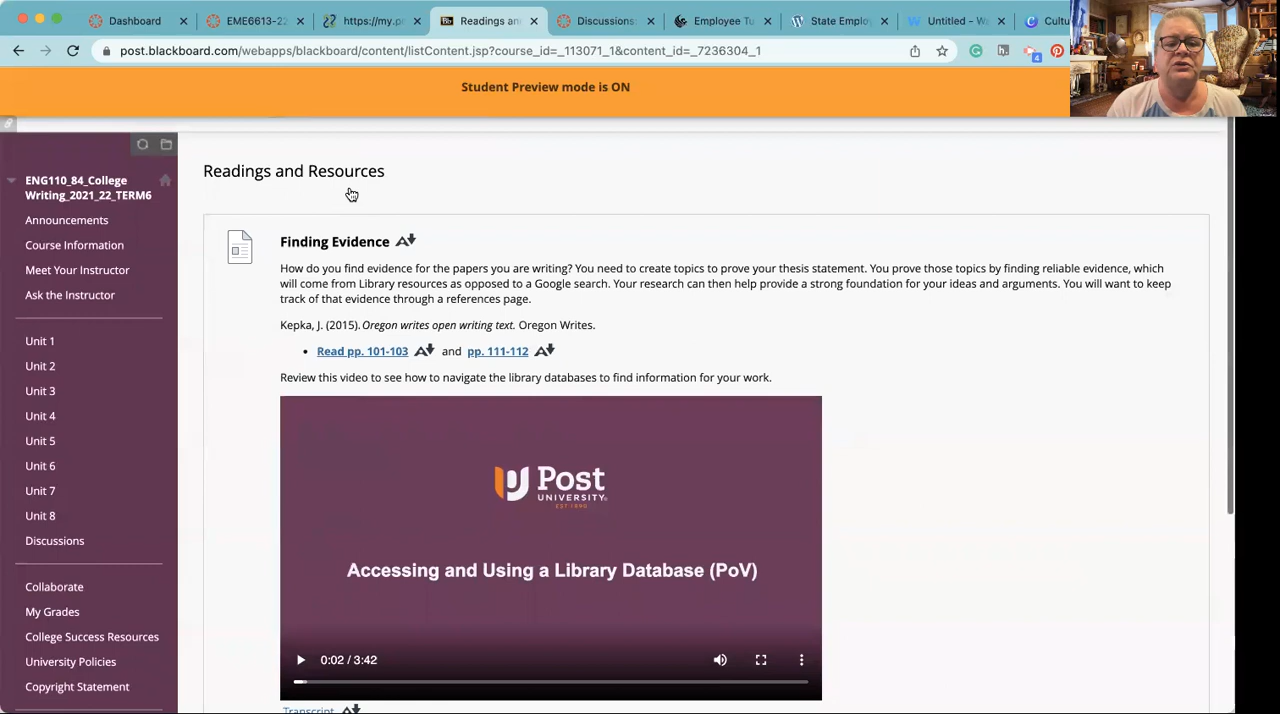 Dashboard
EME6613-22
https://my.p
Bb
Readings an
Discussions
Employee Tu
State Employ
Untitled - W
Cultu
post.blackboard.com/webapps/blackboard/content/listContent.jsp?course_id=_113071_1&content_id=_7236304_1
4
Student Preview mode is ON
ENG110_84_College
Writing_2021_22_TERM6
Announcements
Course Information
Meet Your Instructor
Ask the Instructor
Unit 1
Unit 2
Unit 3
Unit 4
Unit 5
Unit 6
Unit 7
Unit 8
Discussions
Collaborate
My Grades
College Success Resources
University Policies
Copyright Statement
Readings and Resources
Finding Evidence
How do you find evidence for the papers you are writing? You need to create topics to prove your thesis statement. You prove those topics by finding reliable evidence, which
will come from Library resources as opposed to a Google search. Your research can then help provide a strong foundation for your ideas and arguments. You will want to keep
track of that evidence through a references page.
Kepka, J. (2015). Oregon writes open writing text. Oregon Writes.
• Read pp. 101-103 and pp. 111-112
Review this video to see how to navigate the library databases to find information for your work.
Post
UNIVERSITY®
EST 1890
Accessing and Using a Library Database (PoV)
0:02 / 3:42
Transcript